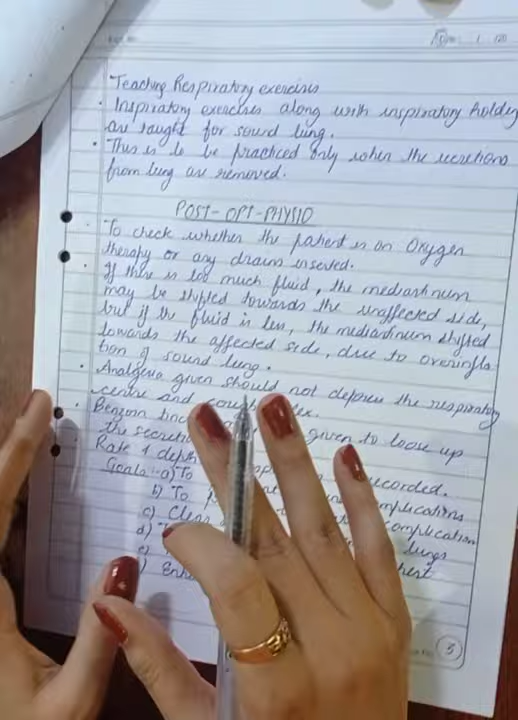 Teaching Respiratory exercises
• Inspiratory exercises along with inspiratory holding
are taught for sound lung.
• This is to be practiced only when the secretions
from lung are removed.
POST-OPT-PHYSIO
• To check whether the patient is on Oxygen
therapy or any drains inserted.
• If there is too much fluid, the mediastinum
may be shifted towards the unaffected side,
but if the fluid is less, the mediastinum shifted
towards the affected side, due to overinfla
tion of sound lung.
• Analgesia given should not depress the respiratory
centre and
• Benzoin given to loose up
the
Rate & recorded.
Goals:- a) To complications
b) To complication
c) Clear lungs
d)
e) chest
5